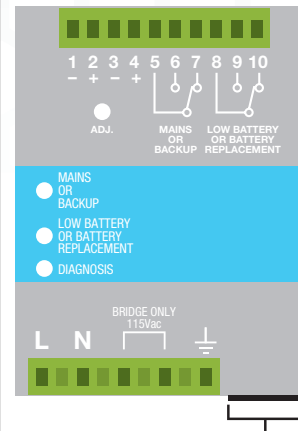 1 2 3 4 5 6 7 8 9 10
− + − +
ADJ.
MAINS
OR
BACKUP
LOW BATTERY
OR BATTERY
REPLACEMENT
MAINS
OR
BACKUP
LOW BATTERY
OR BATTERY
REPLACEMENT
DIAGNOSIS
BRIDGE ONLY
115Vac
L N